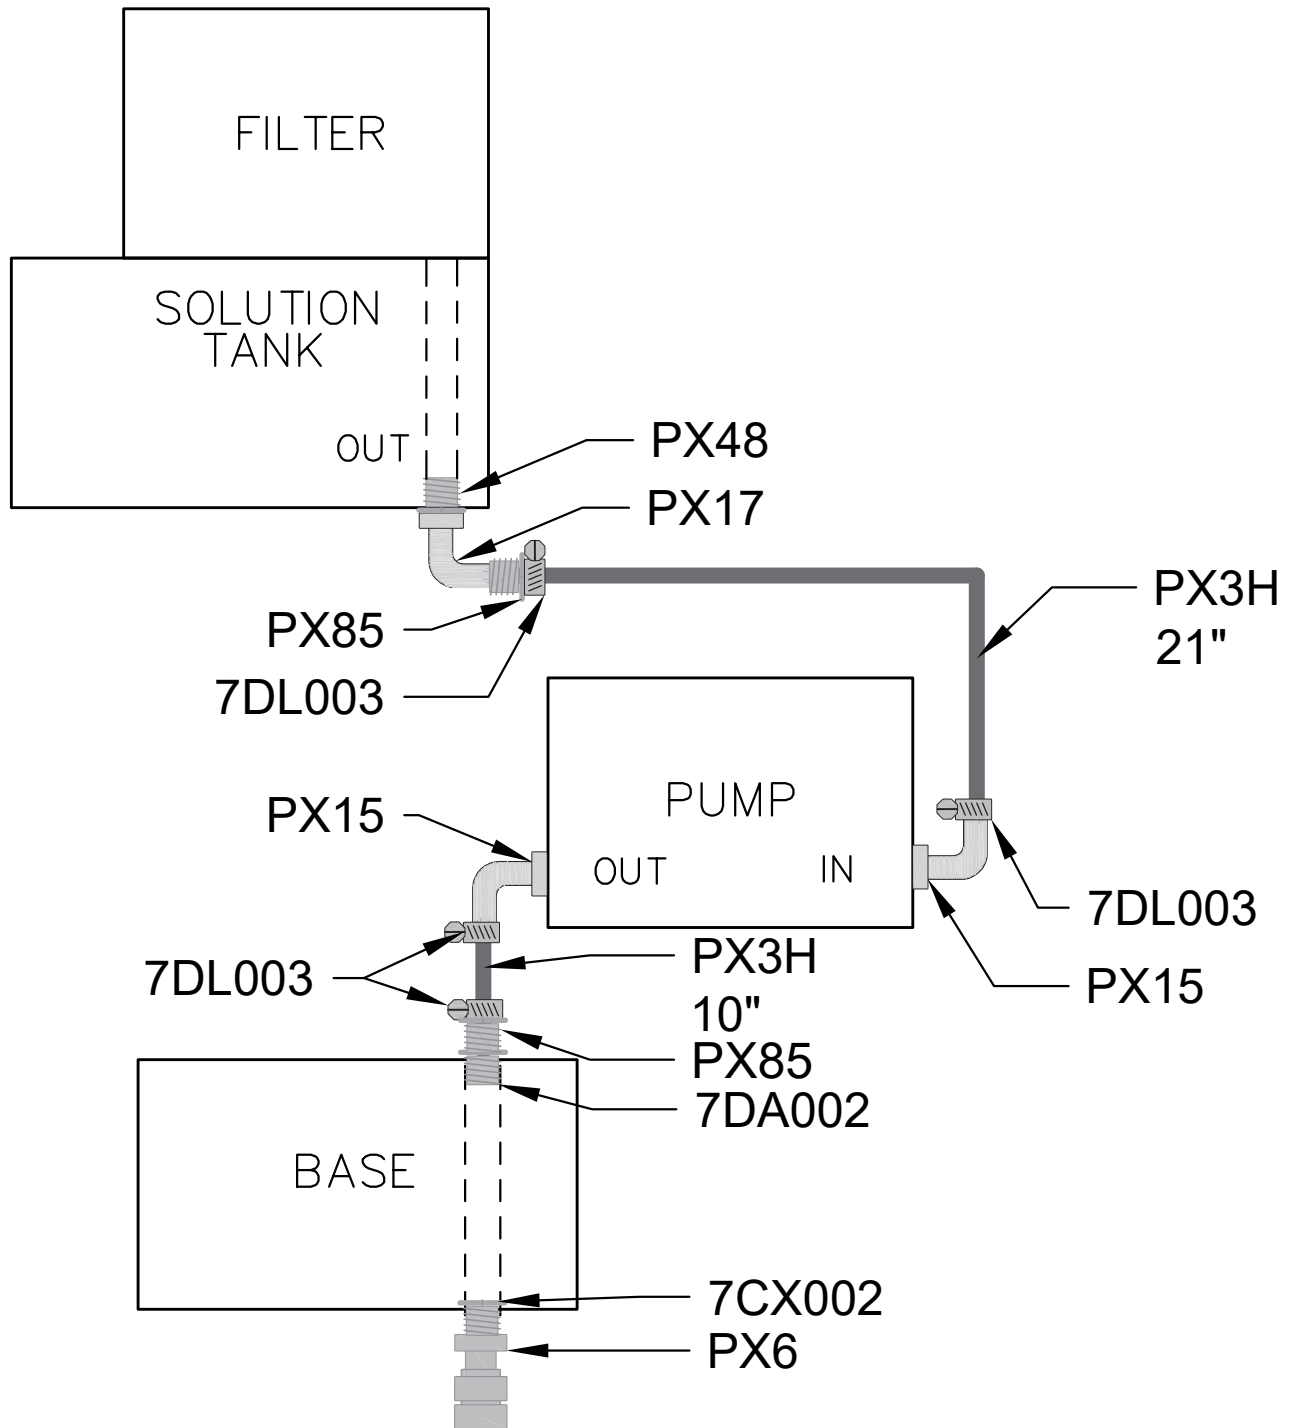 FILTER
SOLUTION
TANK
OUT
PX48
PX17
PX3H
21"
PX85
7DL003
PUMP
PX15
OUT
IN
7DL003
7DL003
PX3H
10"
PX15
PX85
7DA002
BASE
7CX002
PX6